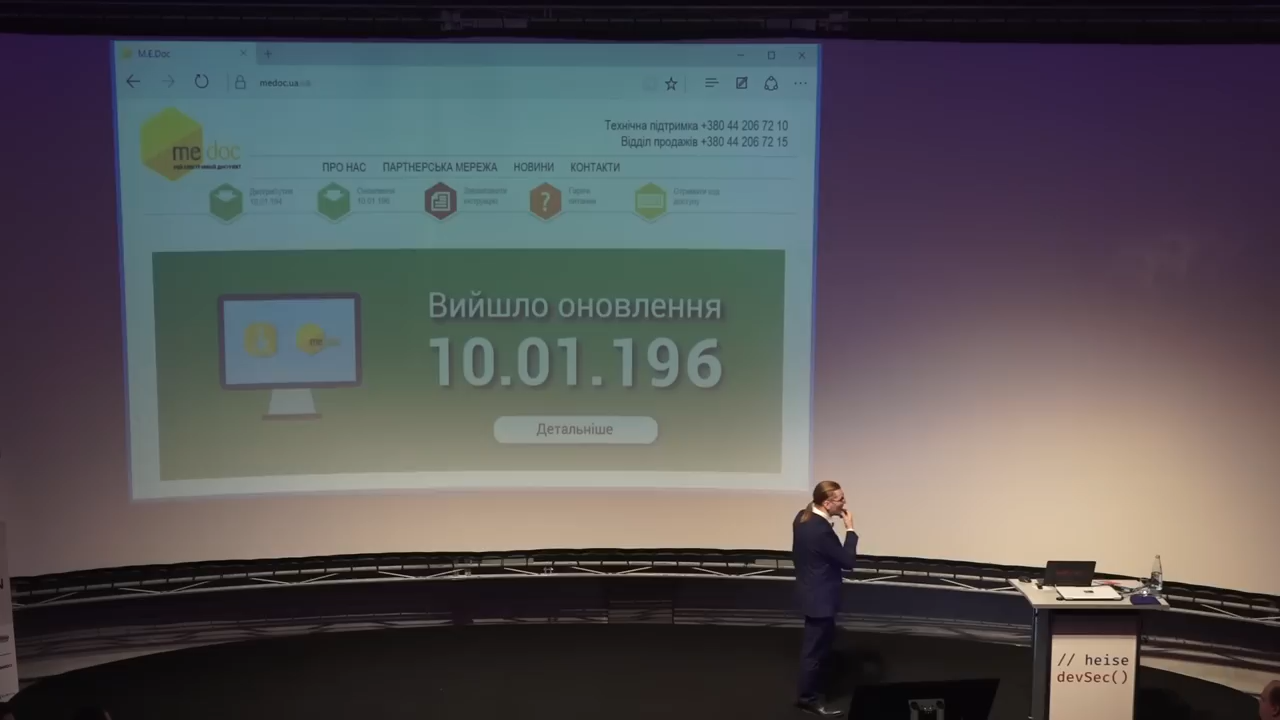 M.E.Doc
medoc.ua
me doc
Технічна підтримка +380 44 206 72 10
Відділ продажів +380 44 206 72 15
ПРО НАС ПАРТНЕРСЬКА МЕРЕЖА НОВИНИ КОНТАКТИ
Вийшло оновлення
10.01.196
Детальніше
// heise
devSec()